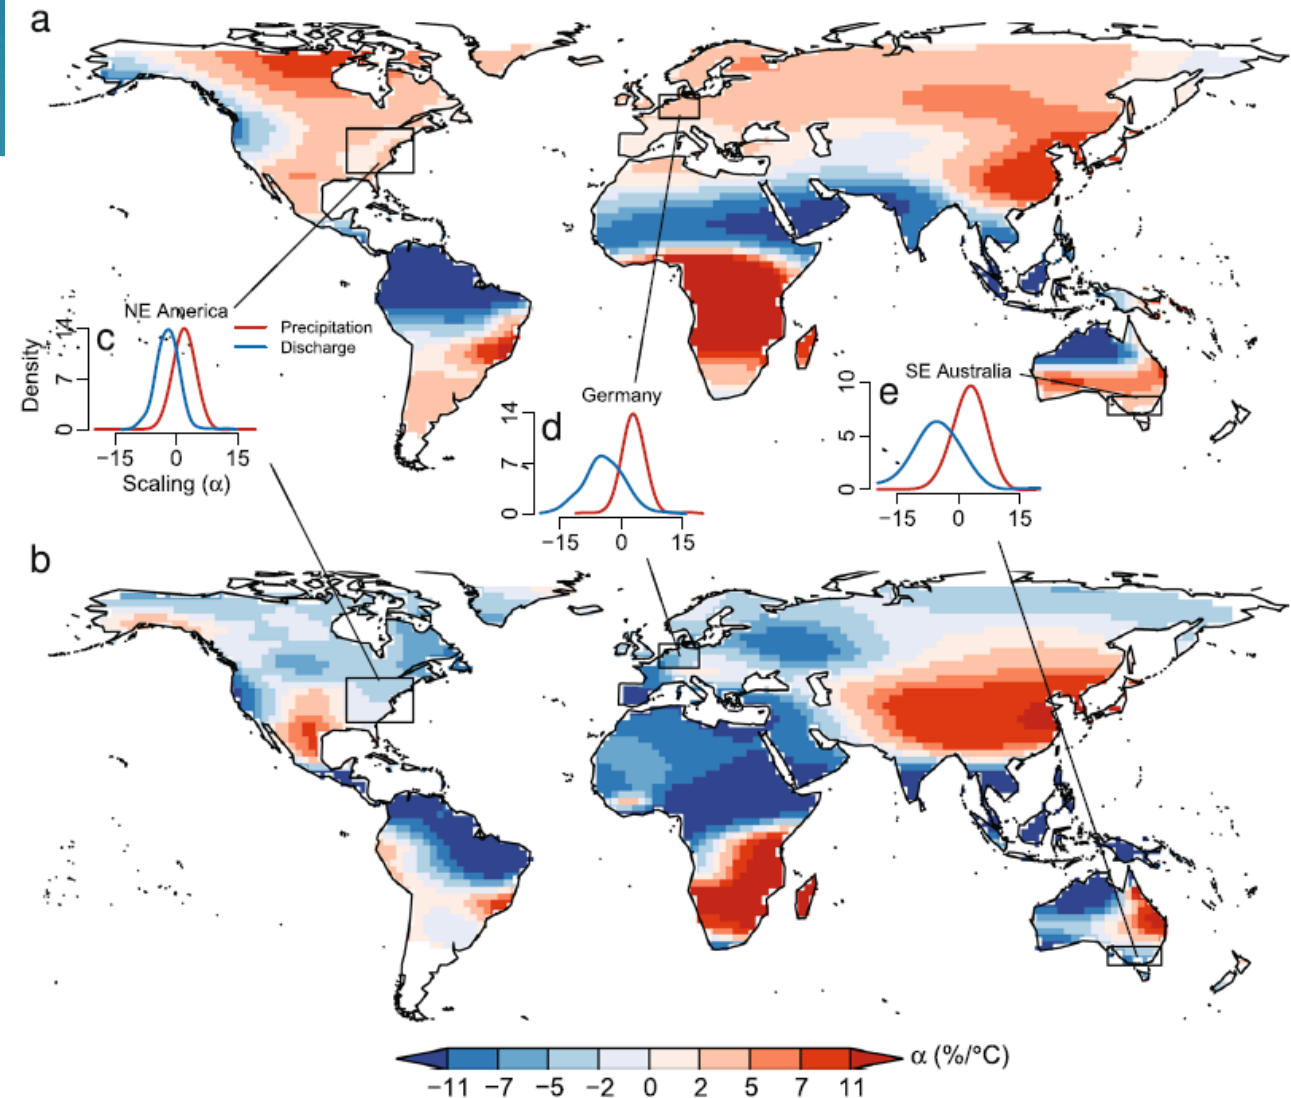 a
NE America
c
Precipitation
Discharge
Density
14
7
0
−15 0 15
Scaling (α)
Germany
d
14
7
0
−15 0 15
SE Australia
e
10
5
0
−15 0 15
b
α (%/°C)
−11 −7 −5 −2 0 2 5 7 11